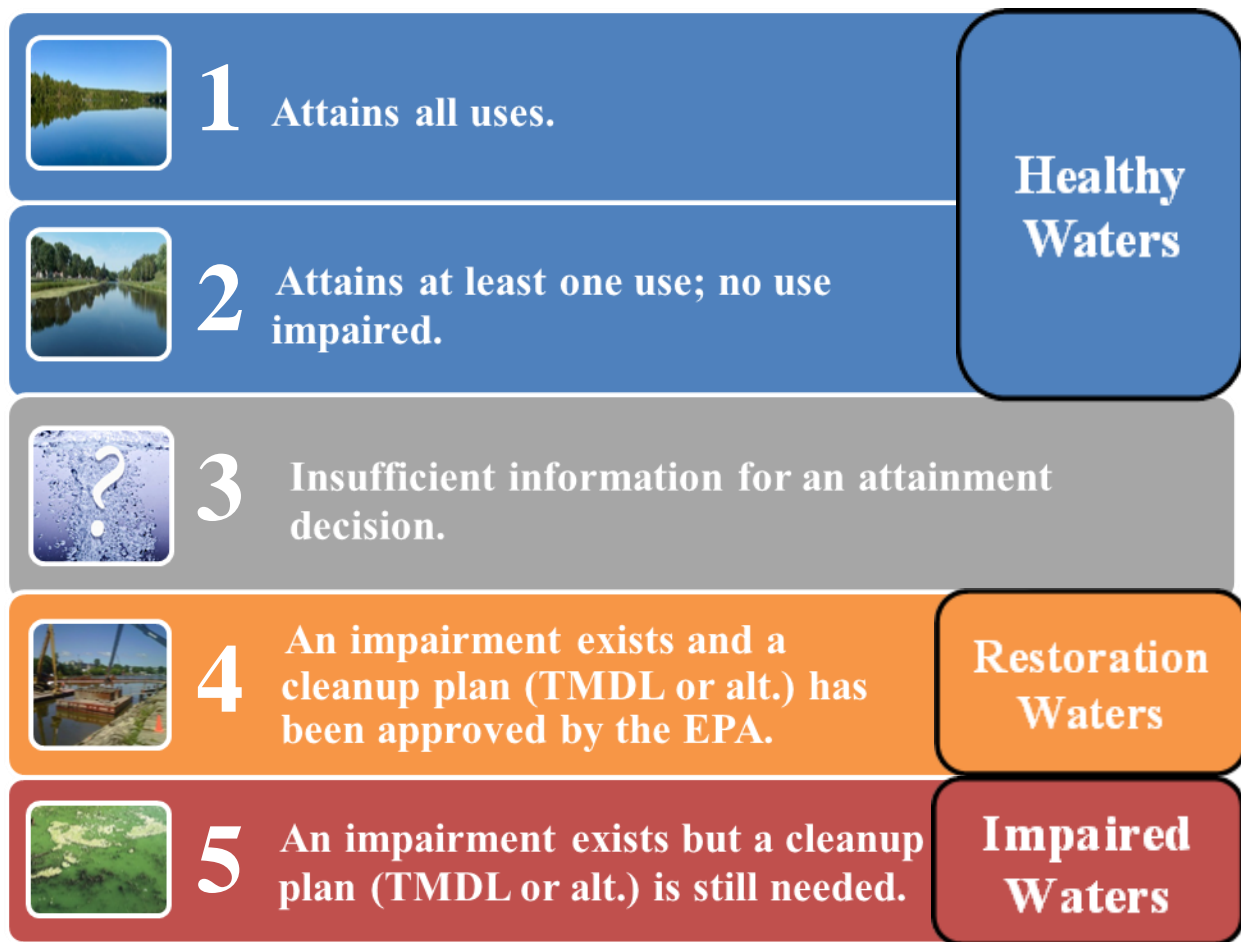 1 Attains all uses.
Healthy
Waters
2 Attains at least one use; no use
impaired.
?
3 Insufficient information for an attainment
decision.
4 An impairment exists and a
cleanup plan (TMDL or alt.) has
been approved by the EPA.
Restoration
Waters
5 An impairment exists but a cleanup
plan (TMDL or alt.) is still needed.
Impaired
Waters